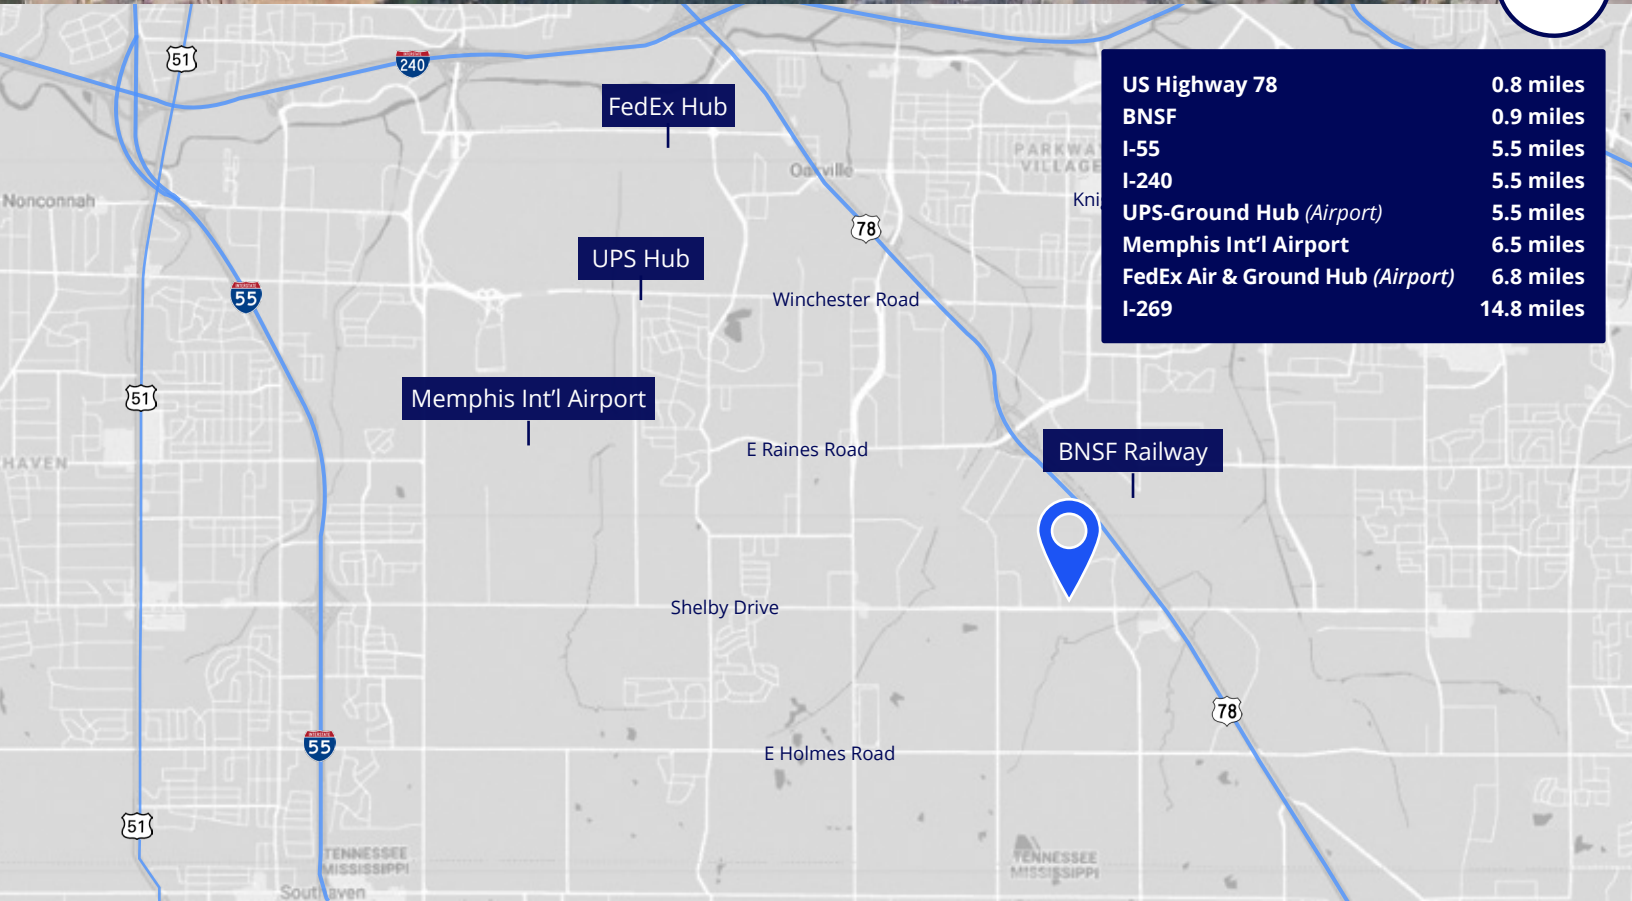 51
INTERSTATE
240
FedEx Hub
US Highway 78 0.8 miles
BNSF 0.9 miles
I-55 5.5 miles
I-240 5.5 miles
UPS-Ground Hub (Airport) 5.5 miles
Memphis Int’l Airport 6.5 miles
FedEx Air & Ground Hub (Airport) 6.8 miles
I-269 14.8 miles
PARKWAY
VILLAGE
Oakville
Nonconnah
Kni
78
UPS Hub
INTERSTATE
55
Winchester Road
51
Memphis Int’l Airport
E Raines Road
BNSF Railway
HAVEN
Shelby Drive
78
INTERSTATE
55
E Holmes Road
51
TENNESSEE
MISSISSIPPI
TENNESSEE
MISSISSIPPI
Southaven